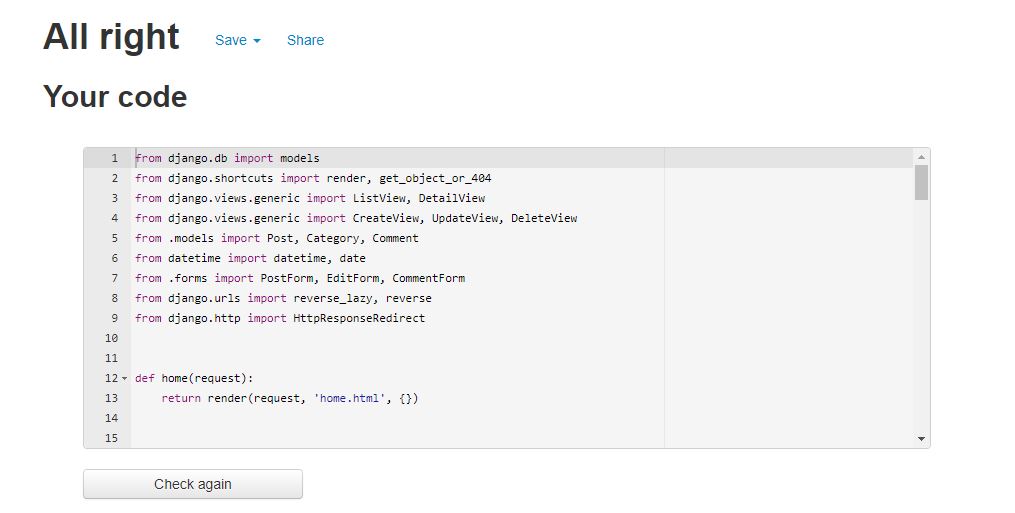 All right Save Share
Your code
1 from django.db import models
2 from django.shortcuts import render, get_object_or_404
3 from django.views.generic import ListView, DetailView
4 from django.views.generic import CreateView, UpdateView, DeleteView
5 from .models import Post, Category, Comment
6 from datetime import datetime, date
7 from .forms import PostForm, EditForm, CommentForm
8 from django.urls import reverse_lazy, reverse
9 from django.http import HttpResponseRedirect
10
11
12 def home(request):
13     return render(request, 'home.html', {})
14
15
Check again